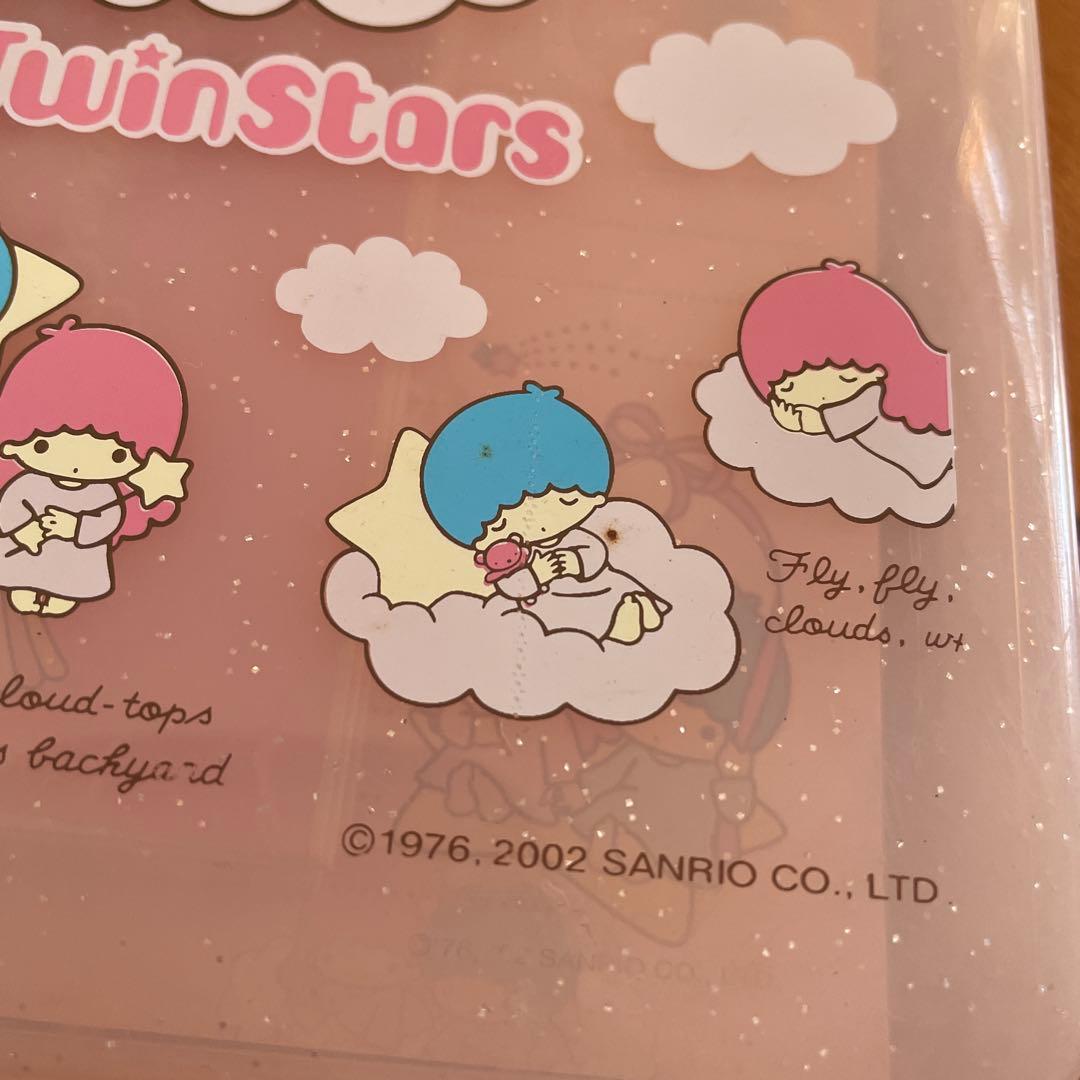 TwinStars
Fly, fly,
clouds, w
loud-tops
s backyard
©1976, 2002 SANRIO CO., LTD.